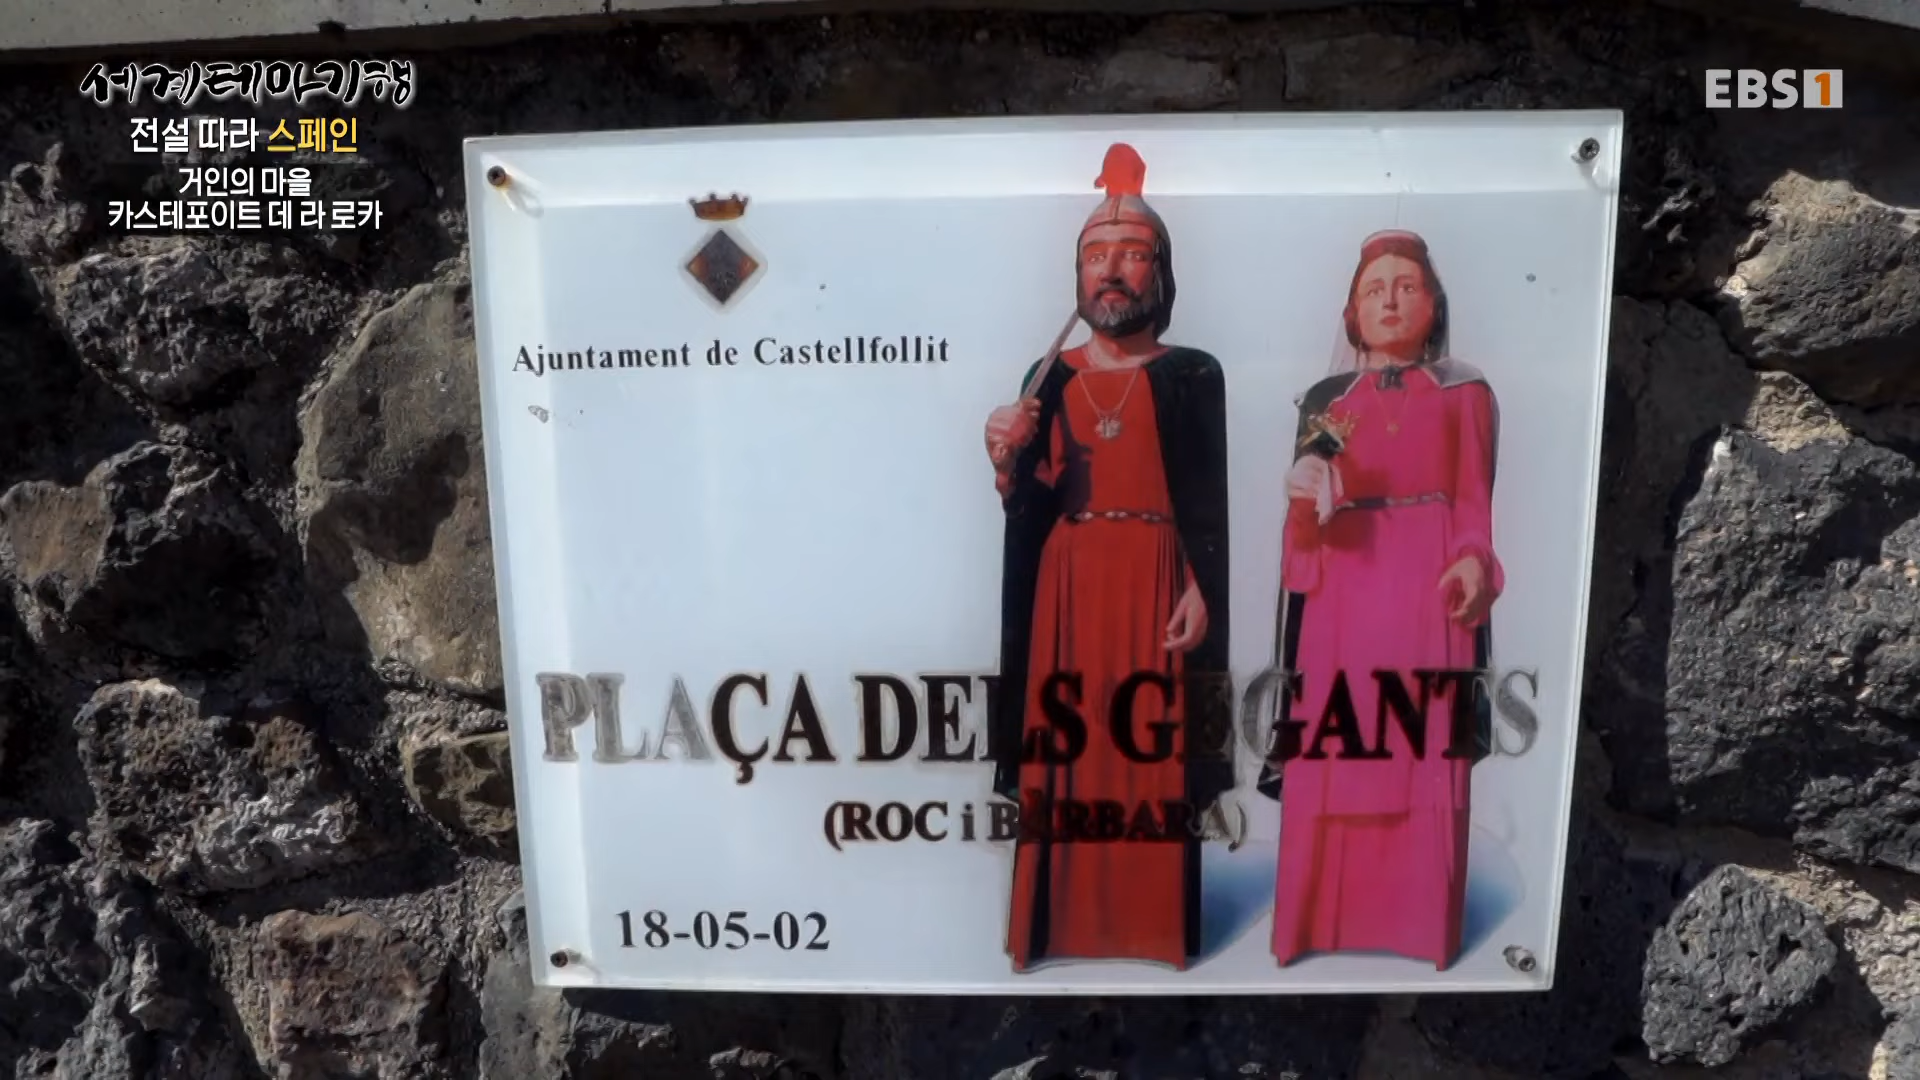 세계테마기행
전설 따라 스페인
거인의 마을
카스테포이트 데 라 로카
EBS1
Ajuntament de Castellfollit
PLAÇA DELS GEGANTS
(ROC i BÀRBARA)
18-05-02